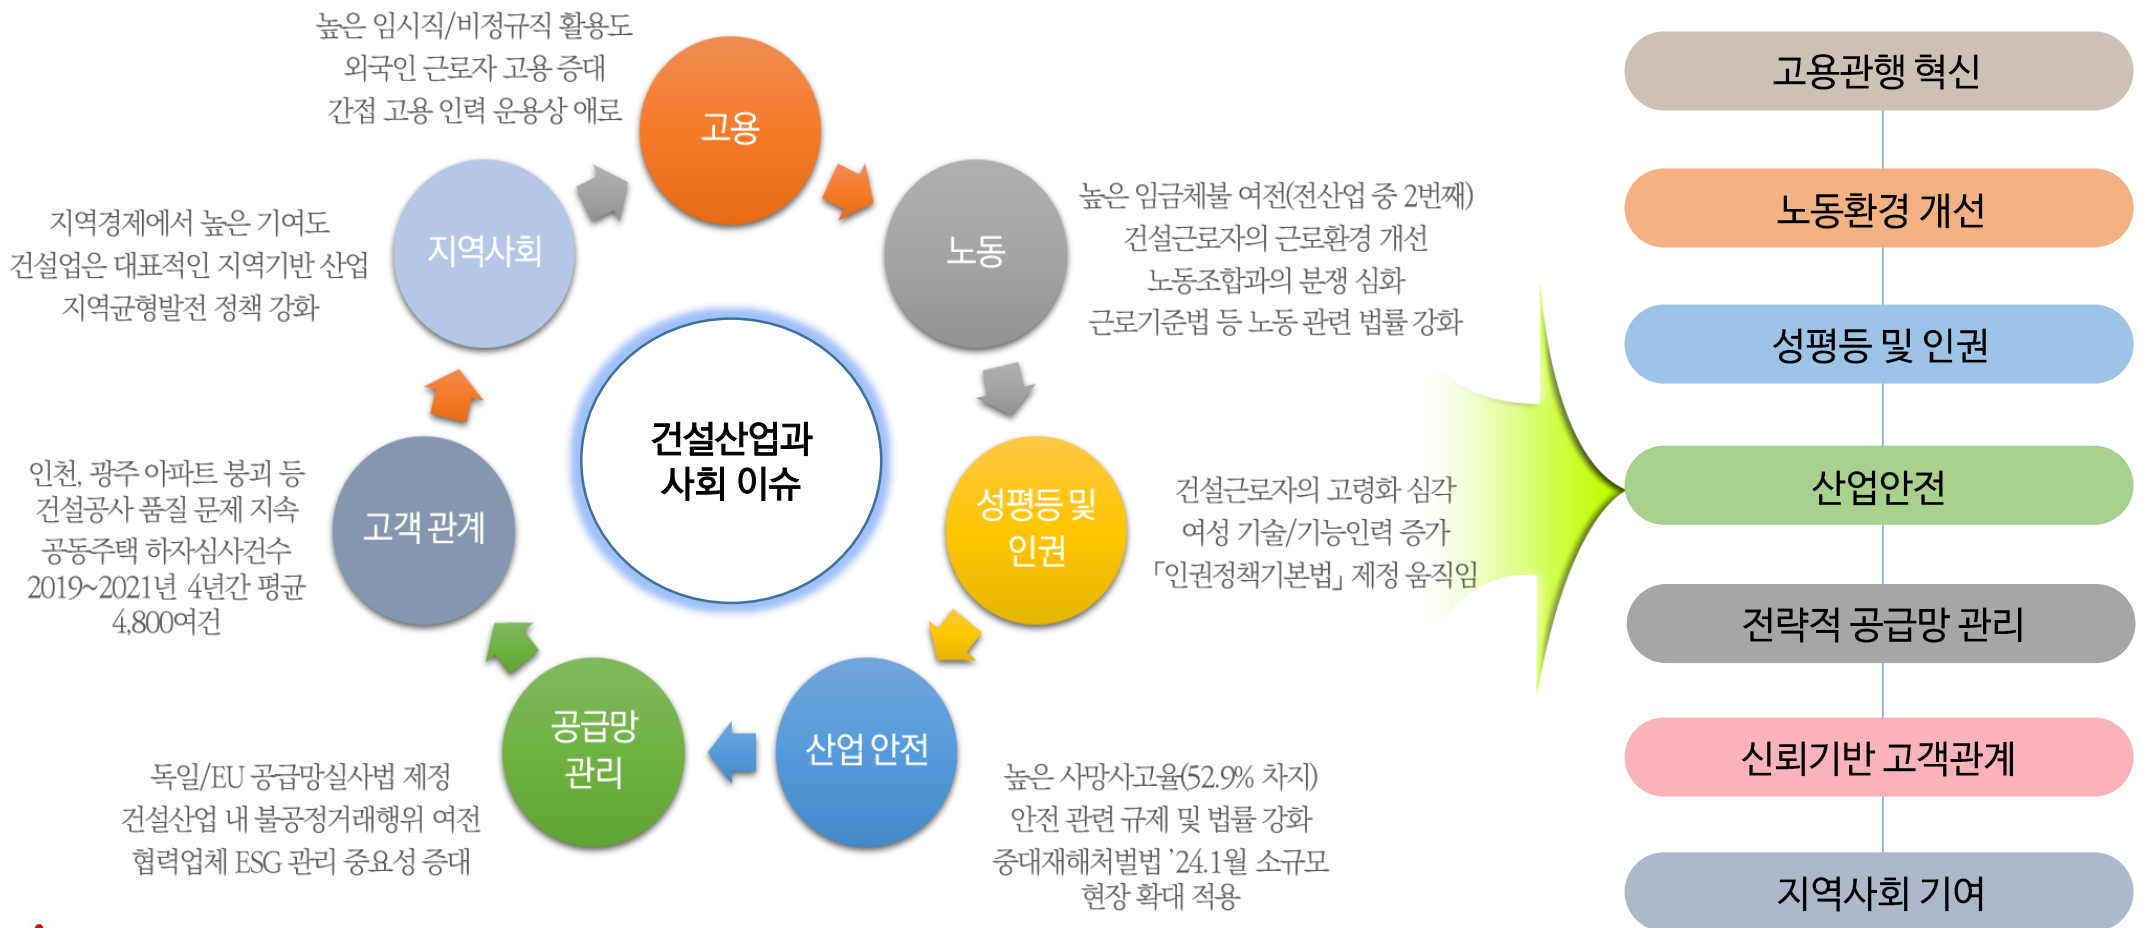 높은 임시직/비정규직 활용도
외국인 근로자 고용 증대
간접 고용 인력 운용상 애로
고용
노동
높은 임금체불 여전(전산업 중 2번째)
건설근로자의 근로환경 개선
노동조합과의 분쟁 심화
근로기준법 등 노동 관련 법률 강화
성평등 및
인권
건설근로자의 고령화 심각
여성 기술/기능인력 증가
「인권정책기본법」 제정 움직임
산업 안전
높은 사망사고율(52.9% 차지)
안전 관련 규제 및 법률 강화
중대재해처벌법 ’24.1월 소규모
현장 확대 적용
공급망
관리
독일/EU 공급망실사법 제정
건설산업 내 불공정거래행위 여전
협력업체 ESG 관리 중요성 증대
고객 관계
인천, 광주 아파트 붕괴 등
건설공사 품질 문제 지속
공동주택 하자심사건수
2019~2021년 4년간 평균
4,800여건
지역사회
지역경제에서 높은 기여도
건설업은 대표적인 지역기반 산업
지역균형발전 정책 강화
건설산업과
사회 이슈
고용관행 혁신
노동환경 개선
성평등 및 인권
산업안전
전략적 공급망 관리
신뢰기반 고객관계
지역사회 기여